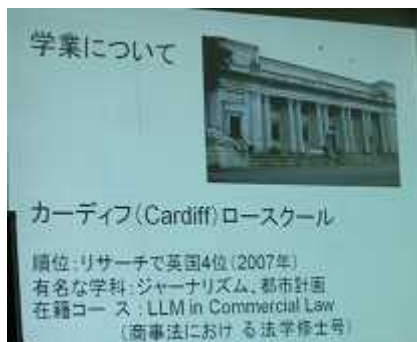 学業について
カーディフ(Cardiff)ロースクール
順位:リサーチで英国4位(2007年)
有名な学科:ジャーナリズム、都市計画
在籍コース:LLM in Commercial Law
(商事法における法学修士号)